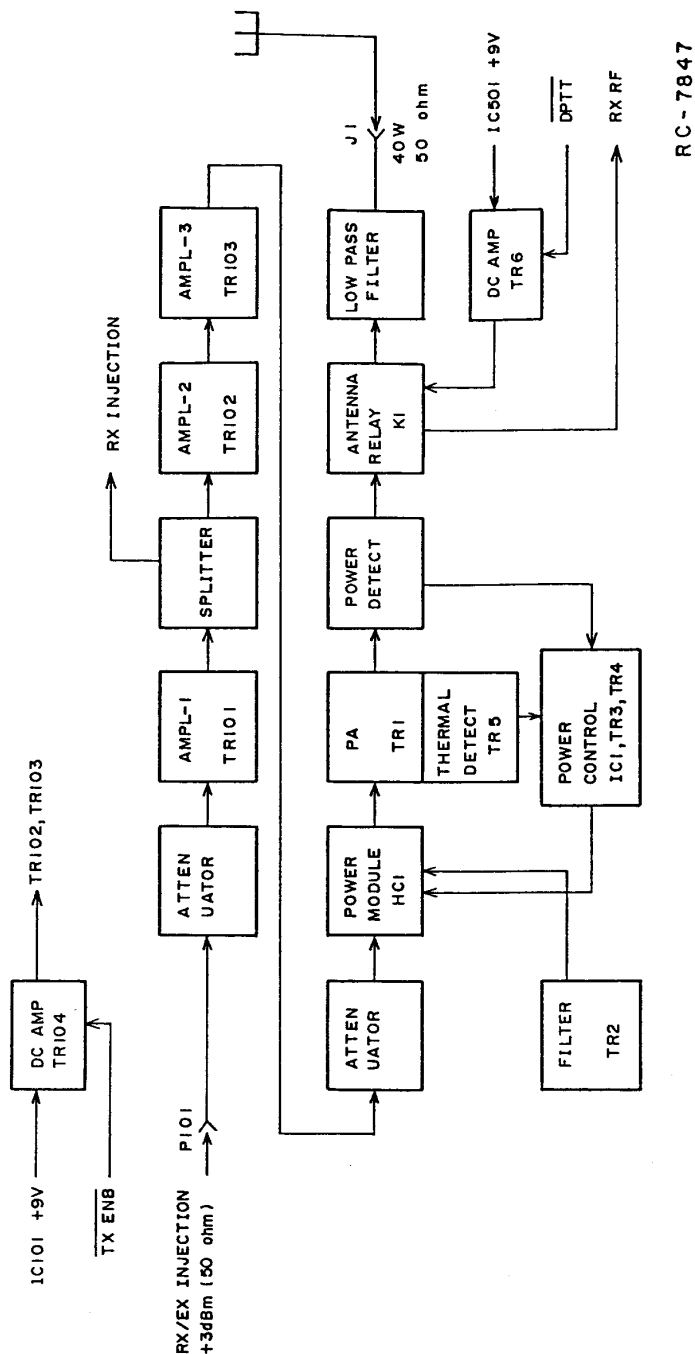 IC101 +9V
TX ENB
DC AMP
TR104
TR102, TR103
RX/EX INJECTION
+3dBm (50 ohm)
P101
ATTEN
UATOR
AMPL-1
TR101
SPLITTER
RX INJECTION
AMPL-2
TR102
AMPL-3
TR103
ATTEN
UATOR
POWER
MODULE
HC1
PA
TR1
THERMAL
DETECT
TR5
POWER
DETECT
ANTENNA
RELAY
K1
LOW PASS
FILTER
J1
40W
50 ohm
FILTER
TR2
POWER
CONTROL
IC1, TR3, TR4
DC AMP
TR6
IC501 +9V
DPTT
RX RF
RC-7847